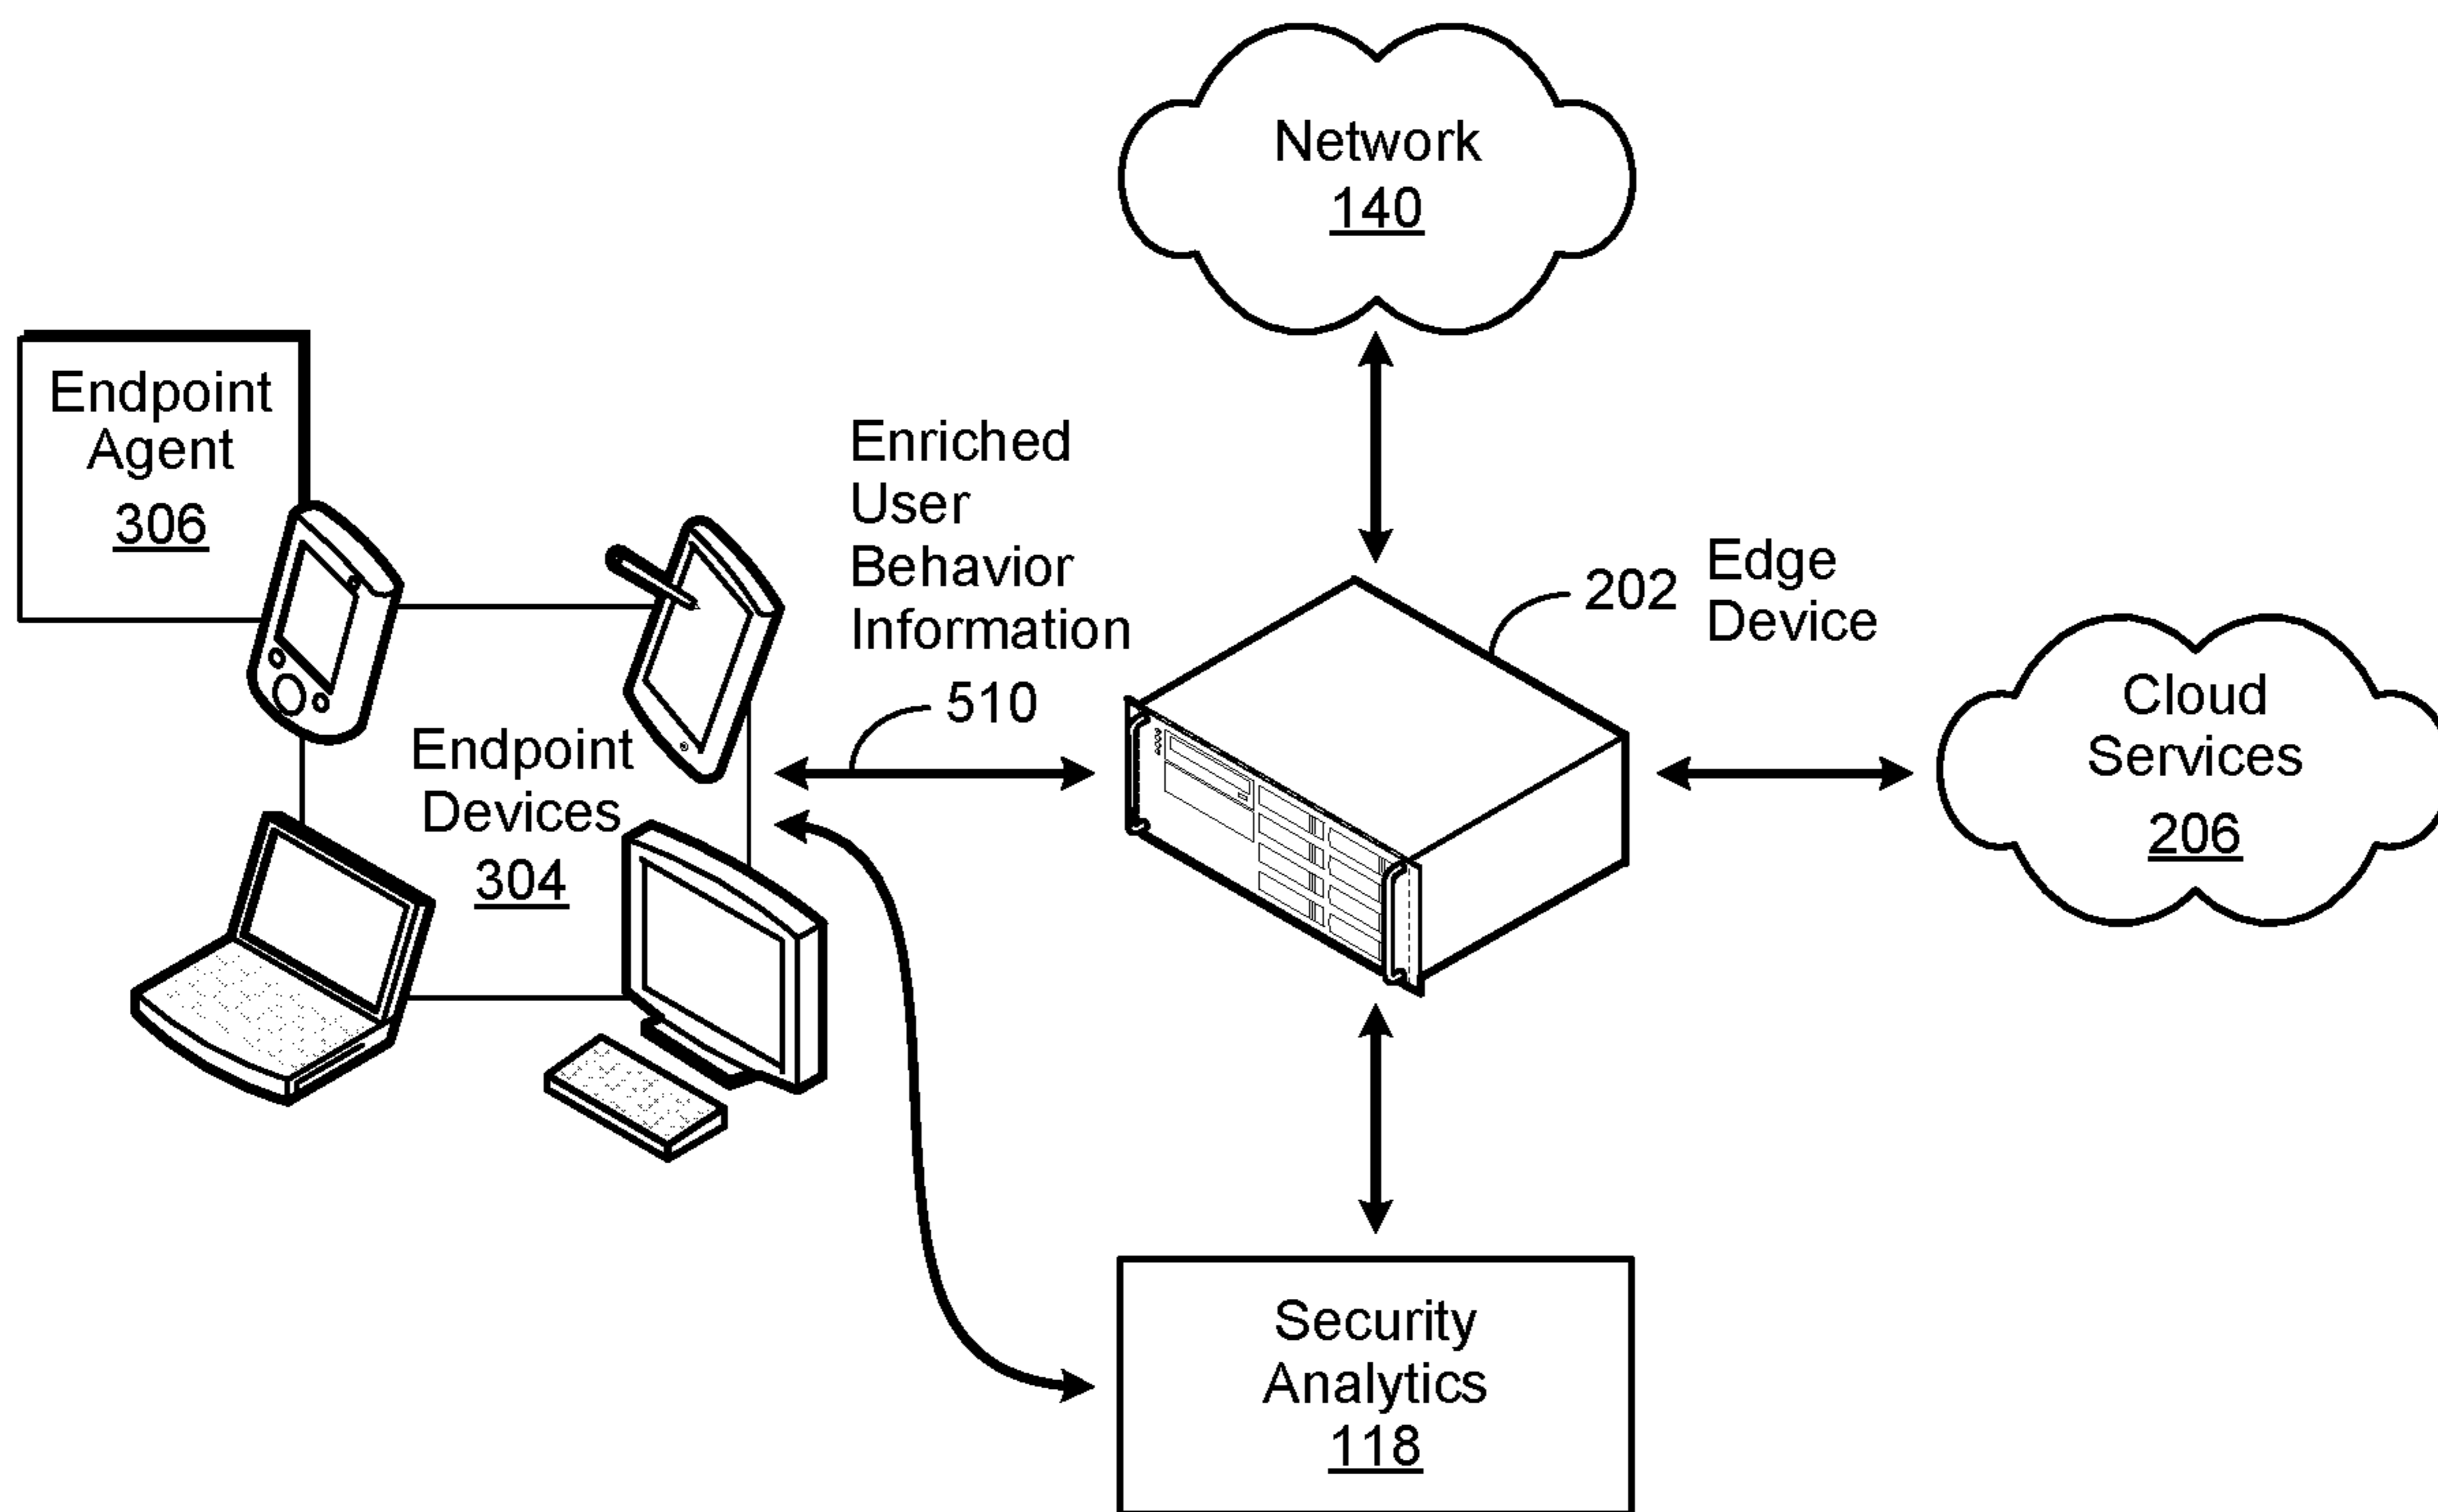 Network
140
Endpoint
Agent
306
Enriched
User
Behavior
Information
510
202
Edge
Device
Cloud
Services
206
Endpoint
Devices
304
Security
Analytics
118